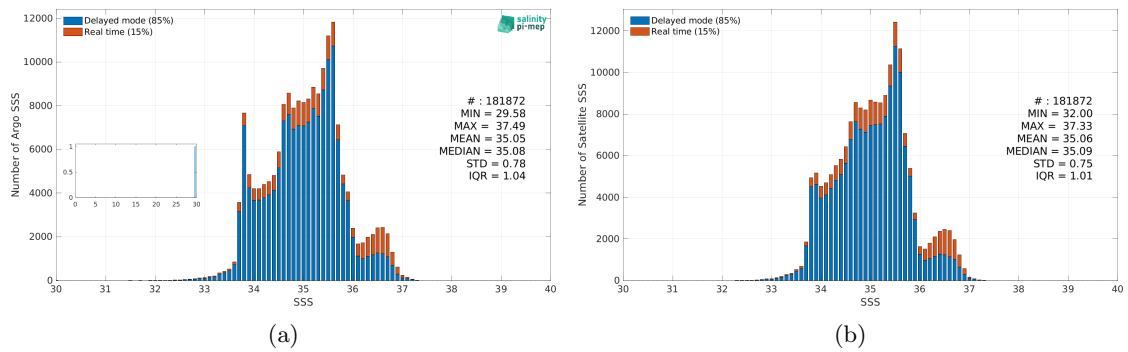 Delayed mode (85%)
Real time (15%)
salinity
pi-mep
12000
10000
8000
6000
4000
2000
0
Number of Argo SSS
# : 181872
MIN = 29.58
MAX = 37.49
MEAN = 35.05
MEDIAN = 35.08
STD = 0.78
IQR = 1.04
1
0.5
0
0 5 10 15 20 25 30
30 31 32 33 34 35 36 37 38 39 40
SSS
(a)
Delayed mode (85%)
Real time (15%)
12000
10000
8000
6000
4000
2000
0
Number of Satellite SSS
# : 181872
MIN = 32.00
MAX = 37.33
MEAN = 35.06
MEDIAN = 35.09
STD = 0.75
IQR = 1.01
30 31 32 33 34 35 36 37 38 39 40
SSS
(b)